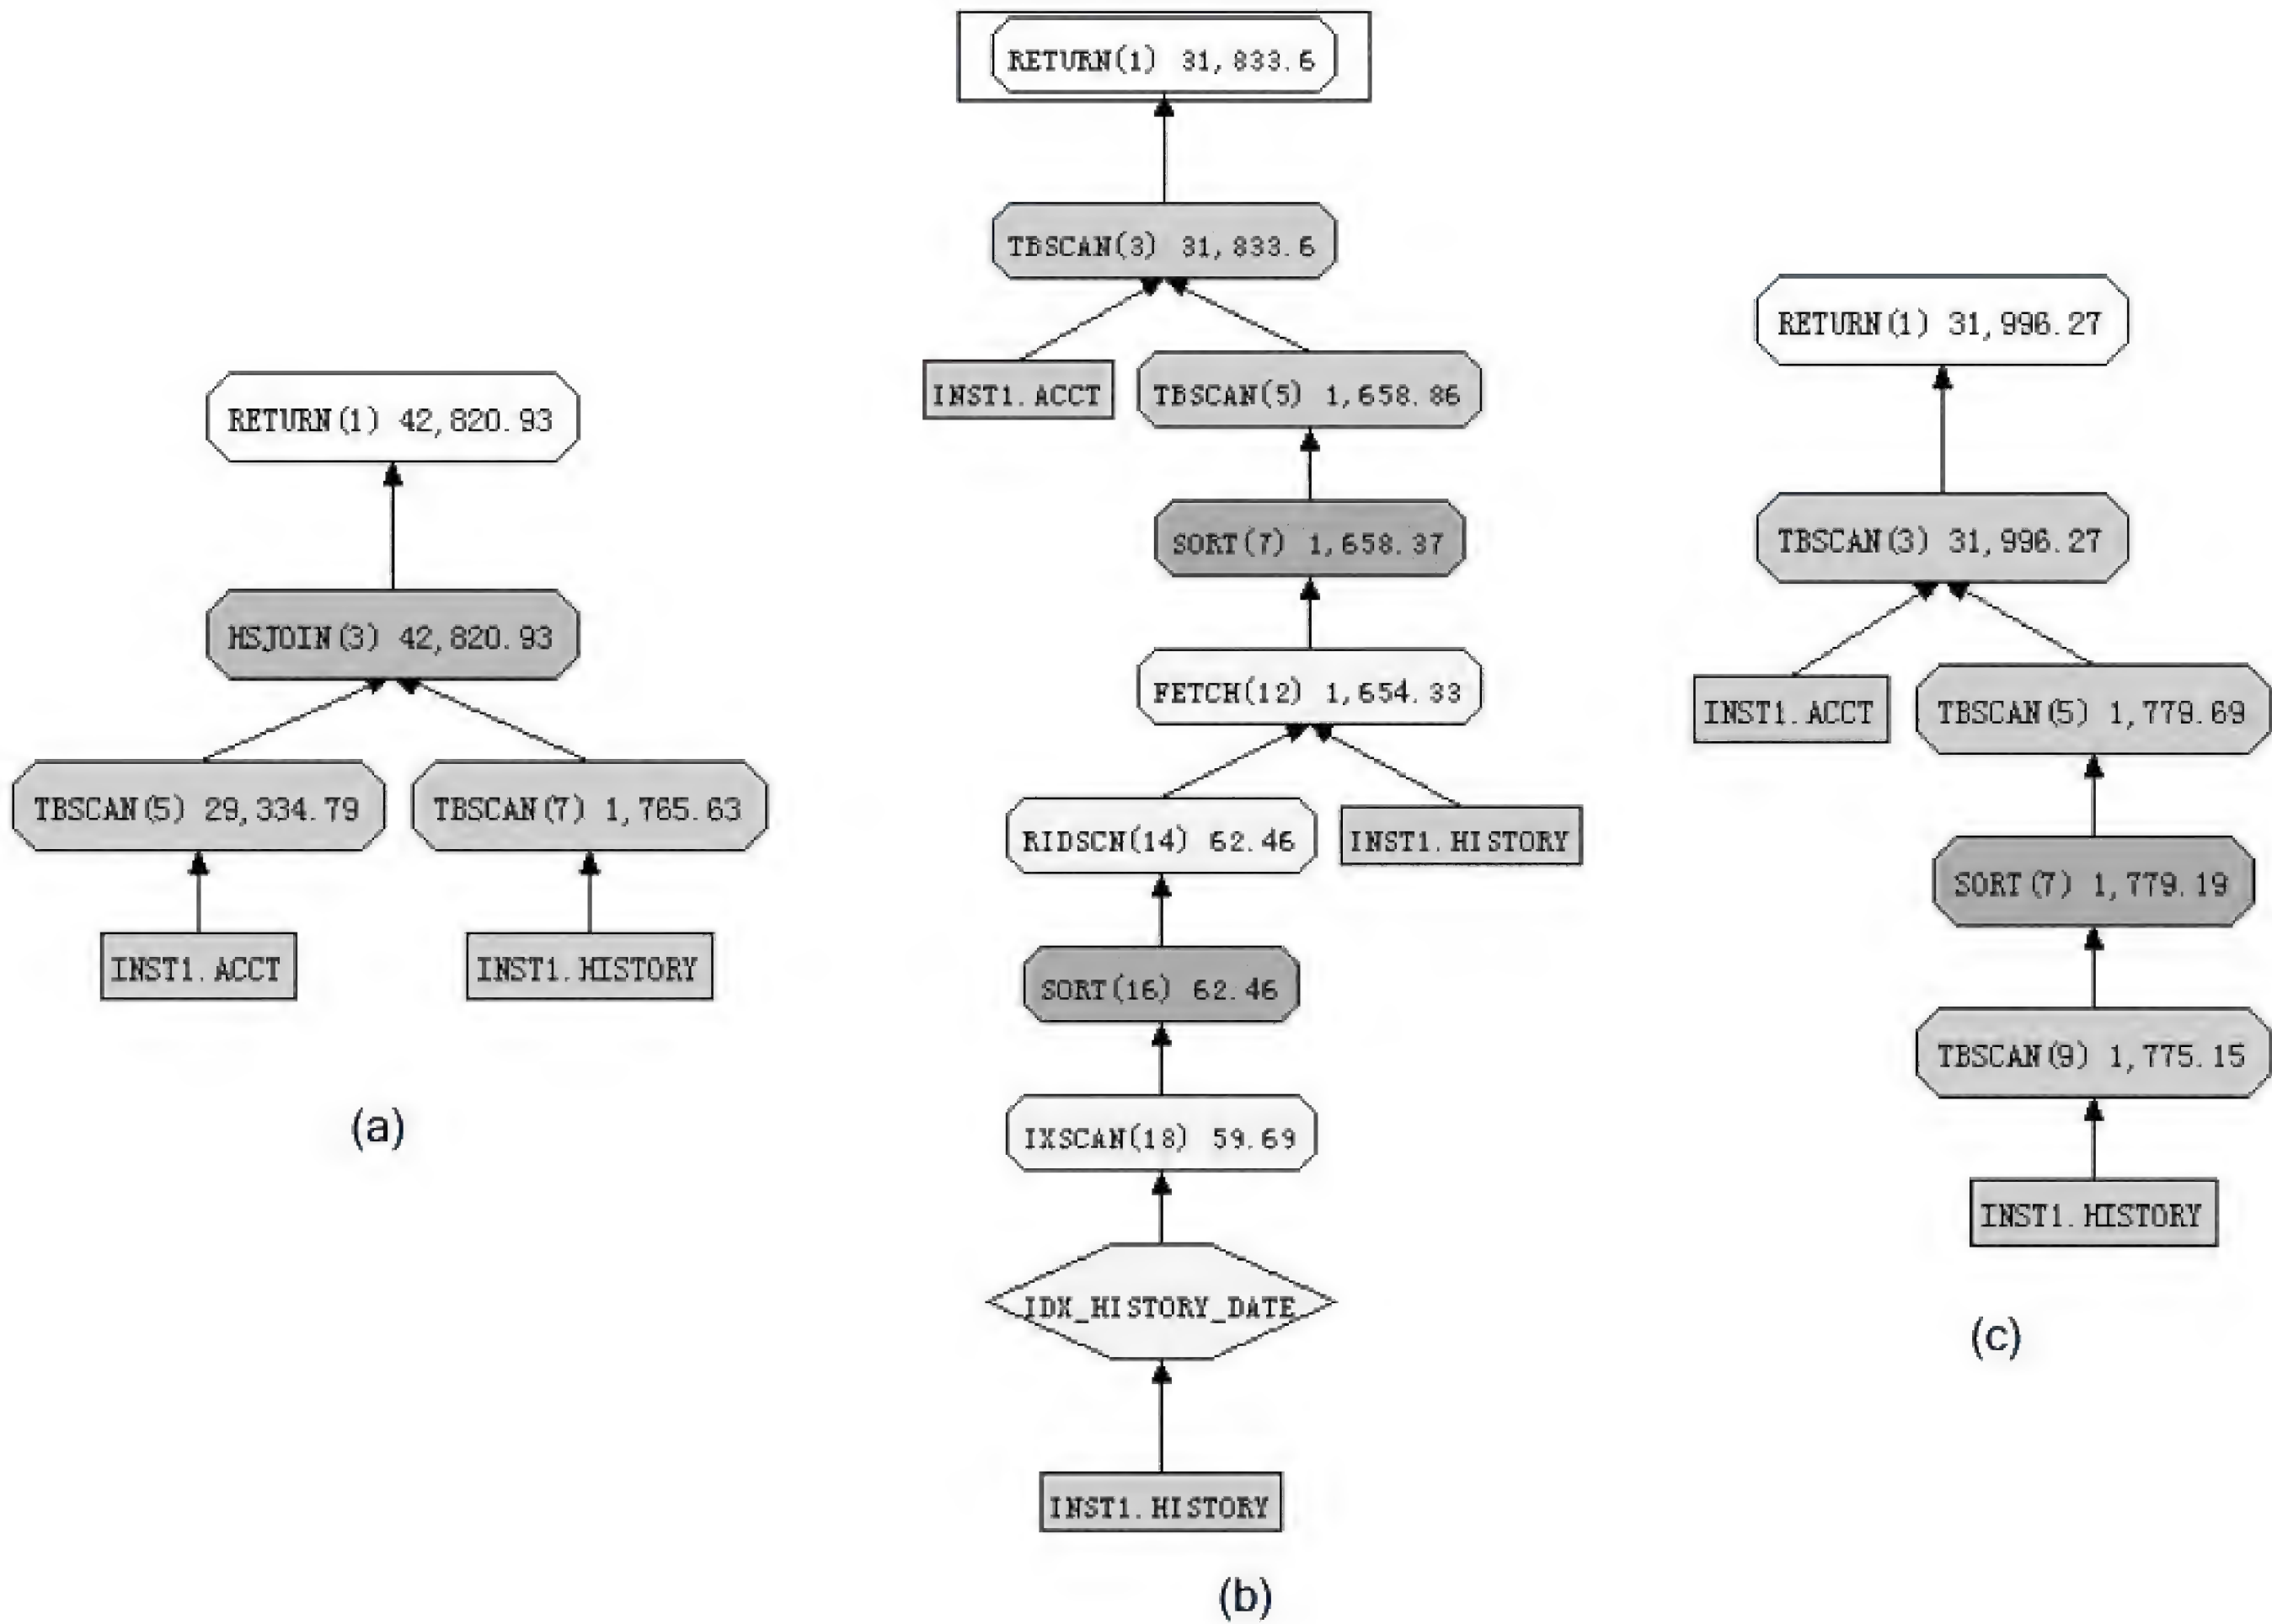 RETURN(1) 42,820.93
HSJOIN(3) 42,820.93
TBSCAN(5) 29,334.79
TBSCAN(7) 1,765.63
INST1.ACCT
INST1.HISTORY
(a)
RETURN(1) 31,833.6
TBSCAN(3) 31,833.6
INST1.ACCT
TBSCAN(5) 1,658.86
SORT(7) 1,658.37
FETCH(12) 1,654.33
RIDSCN(14) 62.46
INST1.HISTORY
SORT(16) 62.46
IXSCAN(18) 59.69
IDX_HISTORY_DATE
INST1.HISTORY
(b)
RETURN(1) 31,996.27
TBSCAN(3) 31,996.27
INST1.ACCT
TBSCAN(5) 1,779.69
SORT(7) 1,779.19
TBSCAN(9) 1,775.15
INST1.HISTORY
(c)